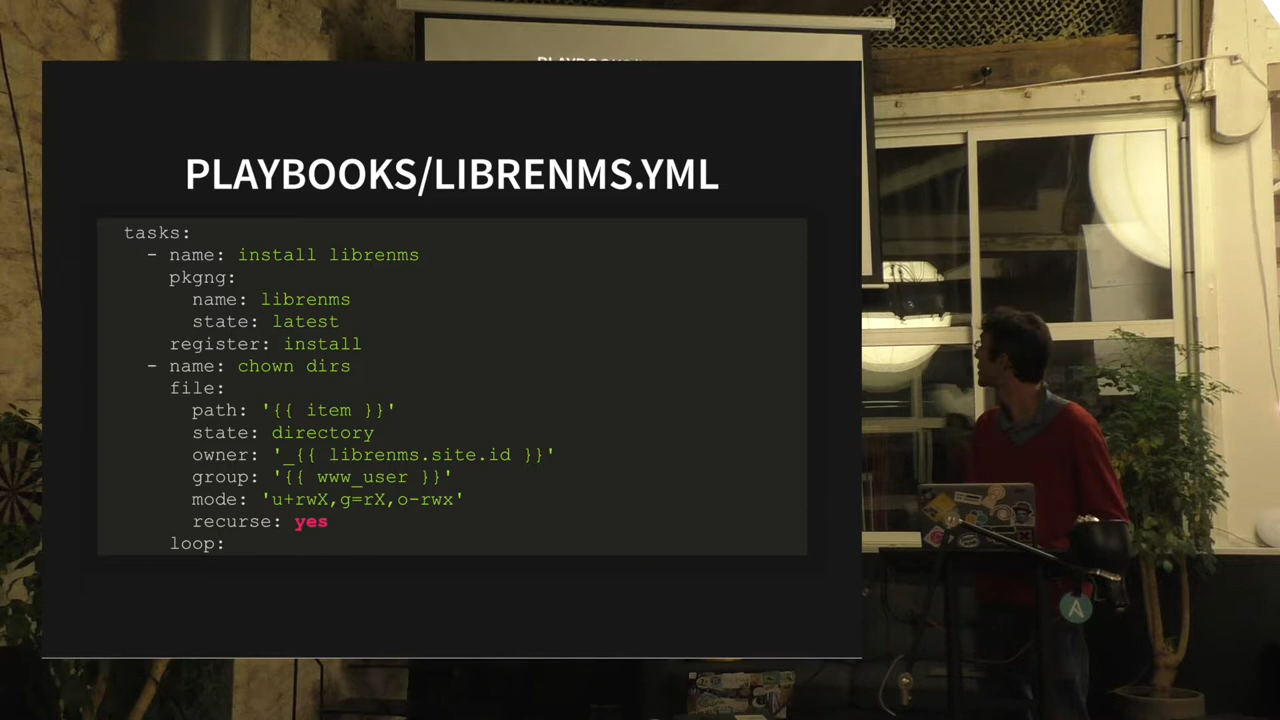 PLAYBOOKS/LIBRENMS.YML
tasks:
- name: install librenms
pkgng:
name: librenms
state: latest
register: install
- name: chown dirs
file:
path: '{{ item }}'
state: directory
owner: '_{{ librenms.site.id }}'
group: '{{ www_user }}'
mode: 'u+rwX,g=rX,o-rwx'
recurse: yes
loop: